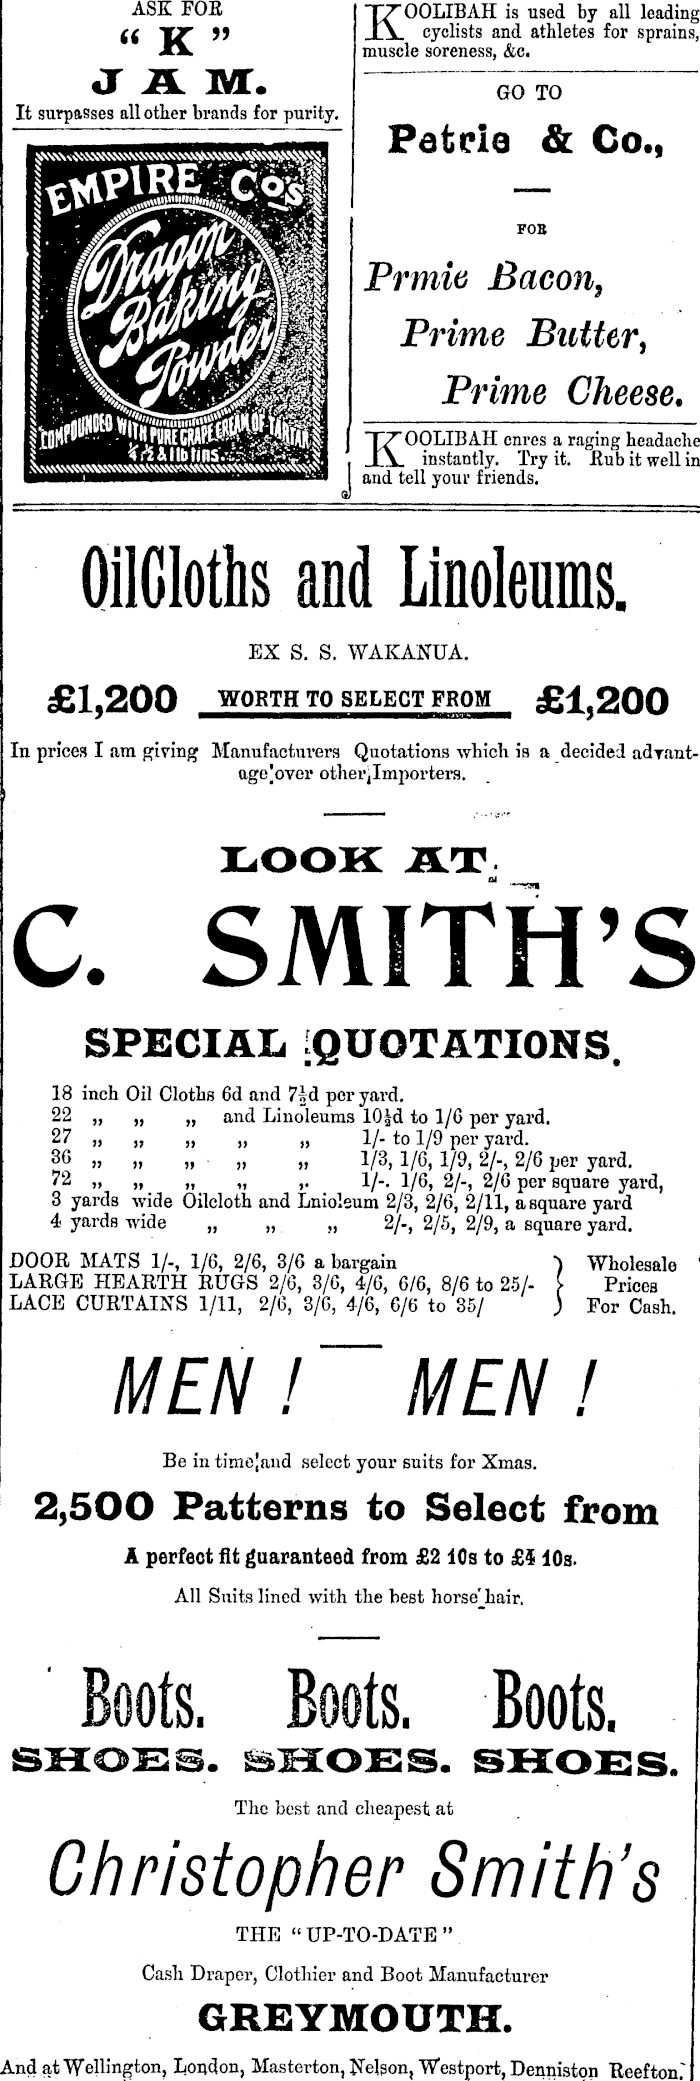 ASK FOR
“ K ”
JAM.
It surpasses all other brands for purity.
EMPIRE Co's
Dragon
Baking
Powder
COMPOUNDED WITH PURE GRAPE CREAM OF TARTAR
¼ ½ & 1lb tins.
KOOLIBAH is used by all leading
cyclists and athletes for sprains,
muscle soreness, &c.
GO TO
Petrie & Co.,
FOR
Prmie Bacon,
Prime Butter,
Prime Cheese.
KOOLIBAH cnres a raging headache
instantly. Try it. Rub it well in
and tell your friends.
OilCloths and Linoleums.
EX S. S. WAKANUA.
£1,200 WORTH TO SELECT FROM £1,200
In prices I am giving Manufacturers Quotations which is a decided advant-
age over other Importers.
LOOK AT
C. SMITH'S
SPECIAL QUOTATIONS.
18 inch Oil Cloths 6d and 7½d per yard.
22 „ „ „ and Linoleums 10½d to 1/6 per yard.
27 „ „ „ „ „ 1/- to 1/9 per yard.
36 „ „ „ „ „ 1/3, 1/6, 1/9, 2/-, 2/6 per yard.
72 „ „ „ „ „ 1/-. 1/6, 2/-, 2/6 per square yard,
3 yards wide Oilcloth and Lnioleum 2/3, 2/6, 2/11, a square yard
4 yards wide „ „ „ 2/-, 2/5, 2/9, a square yard.
DOOR MATS 1/-, 1/6, 2/6, 3/6 a bargain
LARGE HEARTH RUGS 2/6, 3/6, 4/6, 6/6, 8/6 to 25/-
LACE CURTAINS 1/11, 2/6, 3/6, 4/6, 6/6 to 35/
Wholesale
Prices
For Cash.
MEN ! MEN !
Be in time and select your suits for Xmas.
2,500 Patterns to Select from
A perfect fit guaranteed from £2 10s to £4 10s.
All Suits lined with the best horse hair.
Boots. Boots. Boots.
SHOES. SHOES. SHOES.
The best and cheapest at
Christopher Smith's
THE “UP-TO-DATE”
Cash Draper, Clothier and Boot Manufacturer
GREYMOUTH.
And at Wellington, London, Masterton, Nelson, Westport, Denniston Reefton.